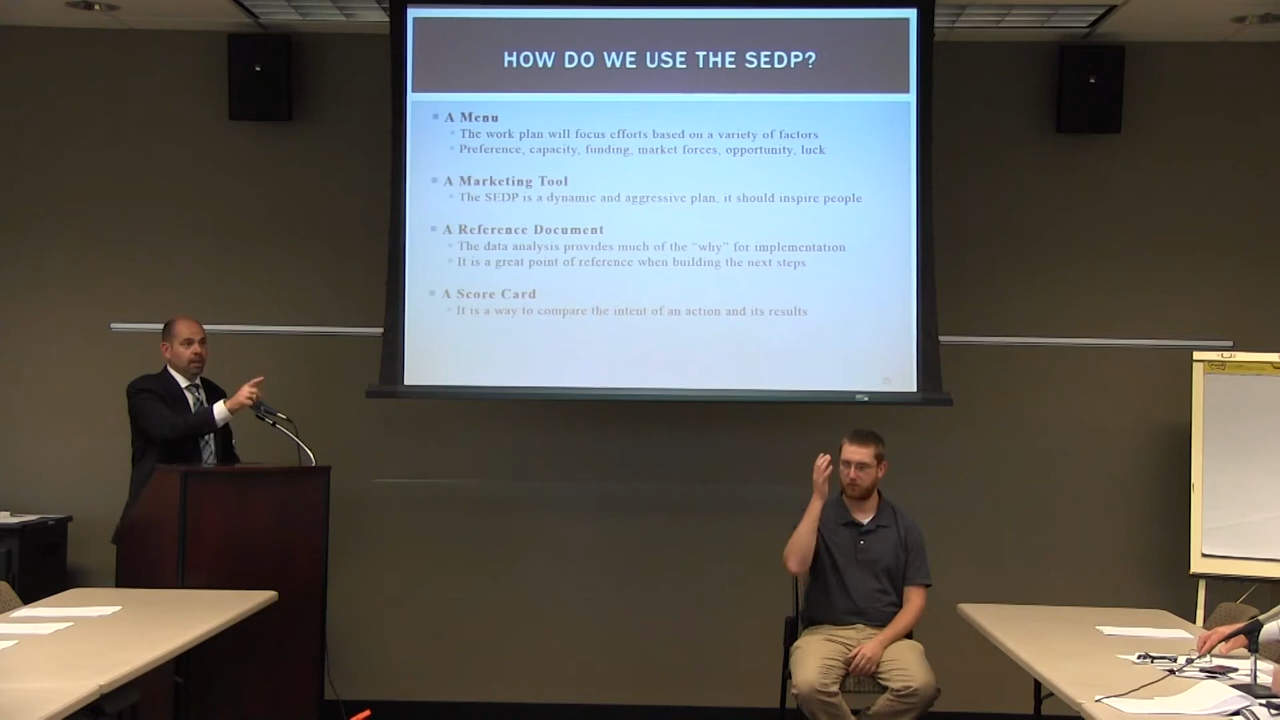 HOW DO WE USE THE SEDP?
A Menu
The work plan will focus efforts based on a variety of factors
Preference, capacity, funding, market forces, opportunity, luck
A Marketing Tool
The SEDP is a dynamic and aggressive plan, it should inspire people
A Reference Document
The data analysis provides much of the "why" for implementation
It is a great point of reference when building the next steps
A Score Card
It is a way to compare the intent of an action and its results